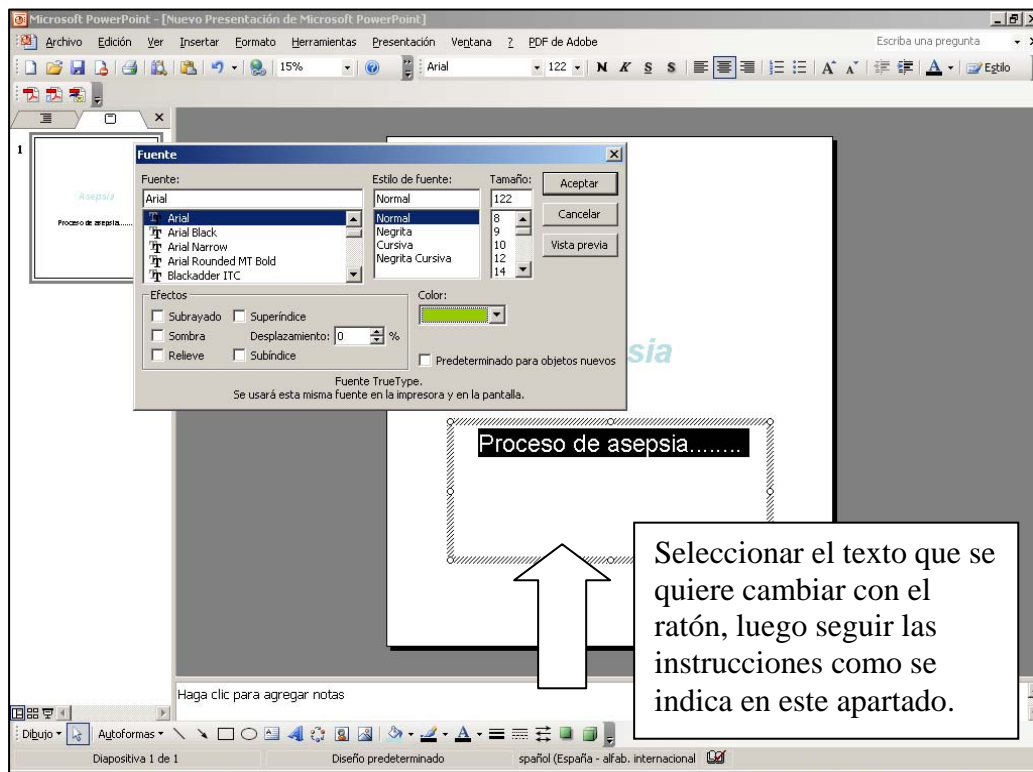 Microsoft PowerPoint - [Nuevo Presentación de Microsoft PowerPoint]
Archivo Edición Ver Insertar Formato Herramientas Presentación Ventana ? PDF de Adobe Escriba una pregunta
15% Arial 122 N K S S A A A Estilo
1
Asepsia
Proceso de asepsia........
Fuente
Fuente: Estilo de fuente: Tamaño:
Arial Normal 122 Aceptar
Arial Normal 8 Cancelar
Arial Black Negrita 9
Arial Narrow Cursiva 10 Vista previa
Arial Rounded MT Bold Negrita Cursiva 12
Blackadder ITC 14
Efectos Color:
Subrayado Superíndice
Sombra Desplazamiento: 0 %
Relieve Subíndice Predeterminado para objetos nuevos
Fuente TrueType.
Se usará esta misma fuente en la impresora y en la pantalla.
sia
Proceso de asepsia........
Seleccionar el texto que se
quiere cambiar con el
ratón, luego seguir las
instrucciones como se
indica en este apartado.
Haga clic para agregar notas
Dibujo Autoformas A
Diapositiva 1 de 1 Diseño predeterminado spañol (España - alfab. internacional